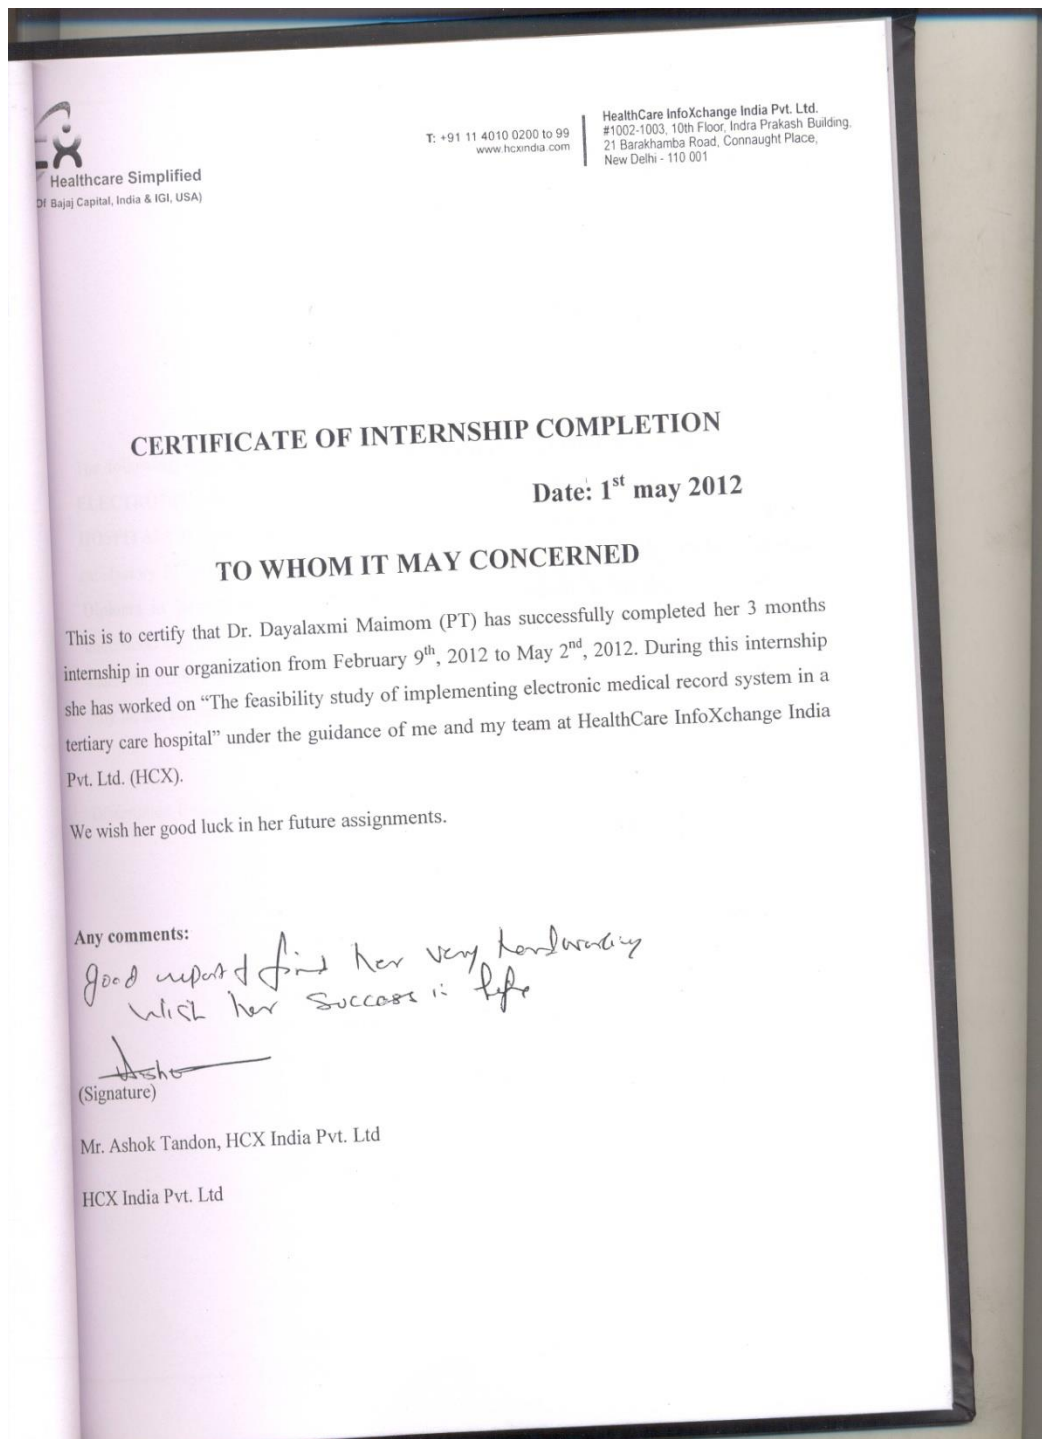 Healthcare Simplified
Of Bajaj Capital, India & IGI, USA)
T: +91 11 4010 0200 to 99
www.hcxindia.com
HealthCare InfoXchange India Pvt. Ltd.
#1002-1003, 10th Floor, Indra Prakash Building,
21 Barakhamba Road, Connaught Place,
New Delhi - 110 001
CERTIFICATE OF INTERNSHIP COMPLETION
Date: 1st may 2012
TO WHOM IT MAY CONCERNED
This is to certify that Dr. Dayalaxmi Maimom (PT) has successfully completed her 3 months
internship in our organization from February 9th, 2012 to May 2nd, 2012. During this internship
she has worked on “The feasibility study of implementing electronic medical record system in a
tertiary care hospital” under the guidance of me and my team at HealthCare InfoXchange India
Pvt. Ltd. (HCX).
We wish her good luck in her future assignments.
Any comments:
good find her very hardworking
wish her success in life
(Signature)
Mr. Ashok Tandon, HCX India Pvt. Ltd
HCX India Pvt. Ltd